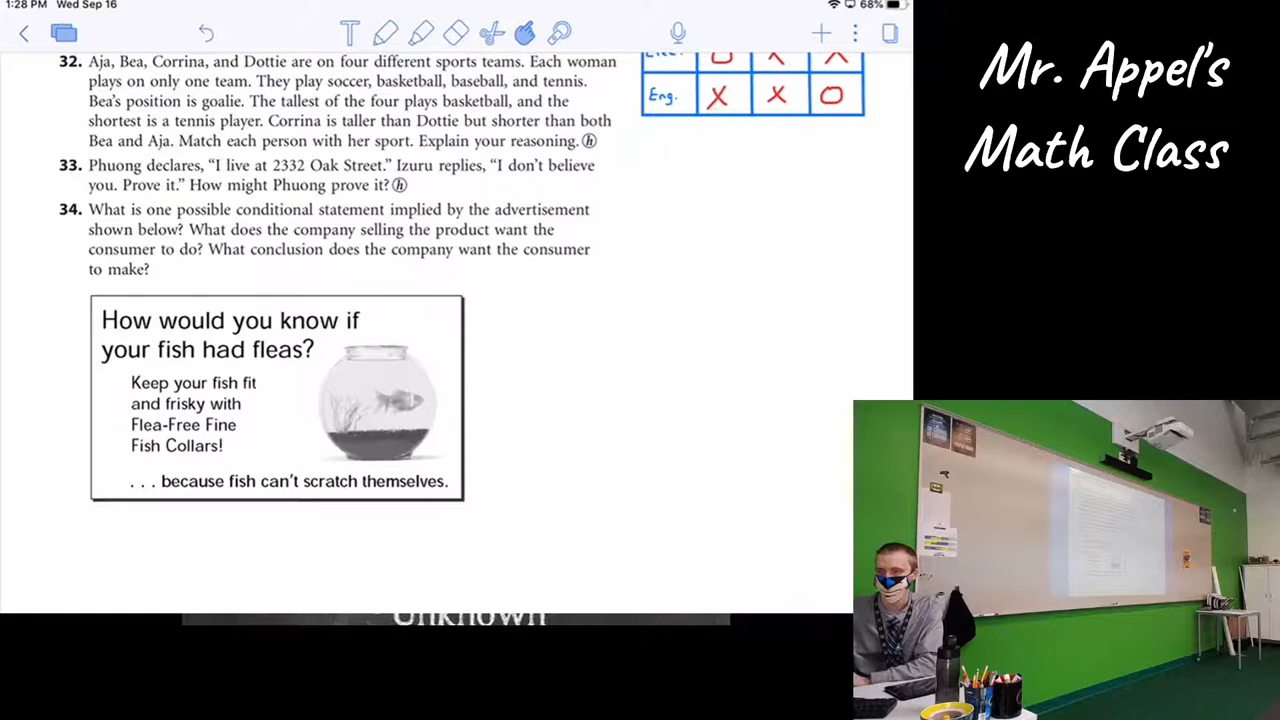 1:28 PM Wed Sep 16
68%
T
32. Aja, Bea, Corrina, and Dottie are on four different sports teams. Each woman
plays on only one team. They play soccer, basketball, baseball, and tennis.
Bea's position is goalie. The tallest of the four plays basketball, and the
shortest is a tennis player. Corrina is taller than Dottie but shorter than both
Bea and Aja. Match each person with her sport. Explain your reasoning. h
33. Phuong declares, “I live at 2332 Oak Street.” Izuru replies, “I don't believe
you. Prove it.” How might Phuong prove it? h
34. What is one possible conditional statement implied by the advertisement
shown below? What does the company selling the product want the
consumer to do? What conclusion does the company want the consumer
to make?
Eng. X X O
How would you know if
your fish had fleas?
Keep your fish fit
and frisky with
Flea-Free Fine
Fish Collars!
. . . because fish can't scratch themselves.
Unknown
Mr. Appel's
Math Class